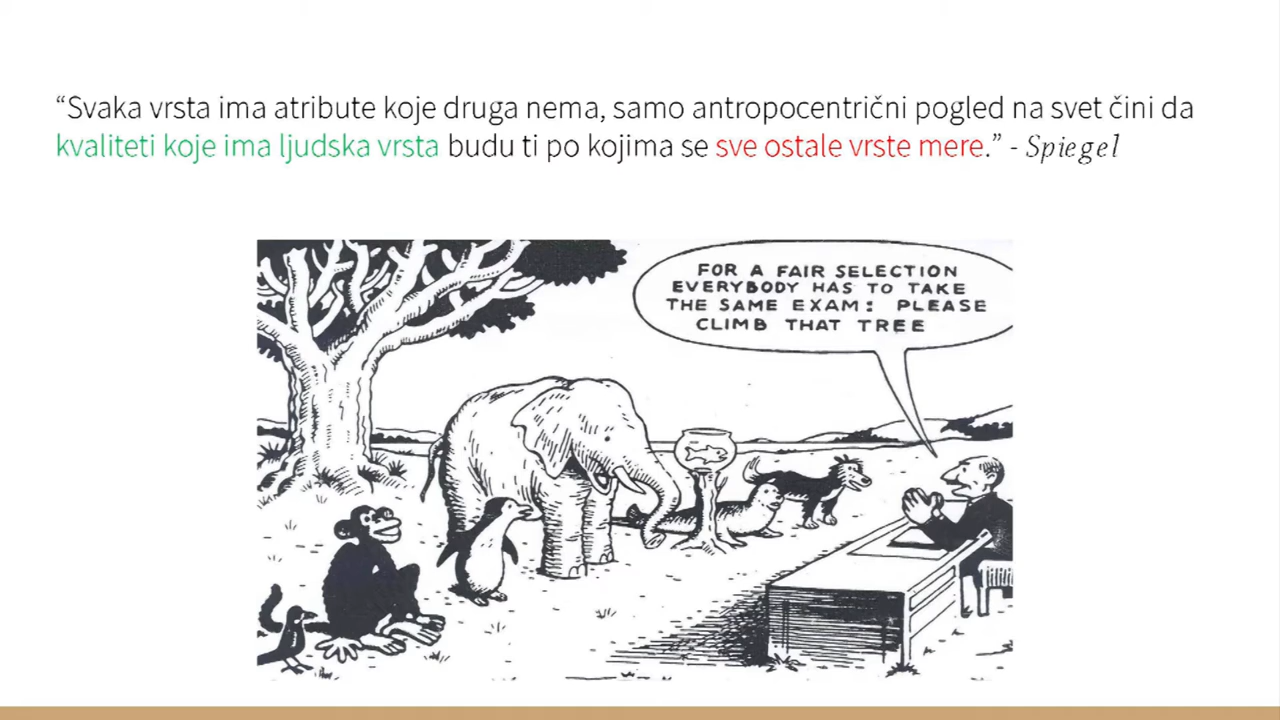 “Svaka vrsta ima atribute koje druga nema, samo antropocentrični pogled na svet čini da
kvaliteti koje ima ljudska vrsta budu ti po kojima se sve ostale vrste mere.” - Spiegel
FOR A FAIR SELECTION
EVERYBODY HAS TO TAKE
THE SAME EXAM: PLEASE
CLIMB THAT TREE